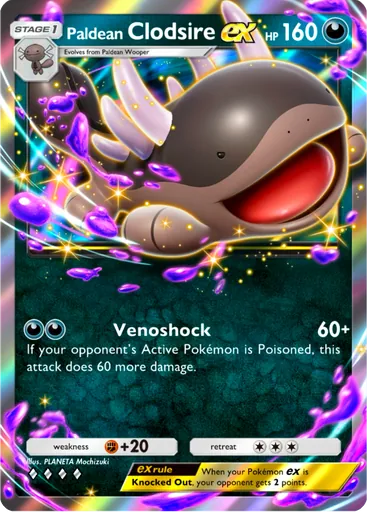 STAGE 1
Paldean Clodsire ex HP 160
Evolves from Paldean Wooper
Venoshock 60+
If your opponent's Active Pokémon is Poisoned, this
attack does 60 more damage.
weakness +20 retreat
Illus. PLANETA Mochizuki
ex rule When your Pokémon ex is
Knocked Out, your opponent gets 2 points.